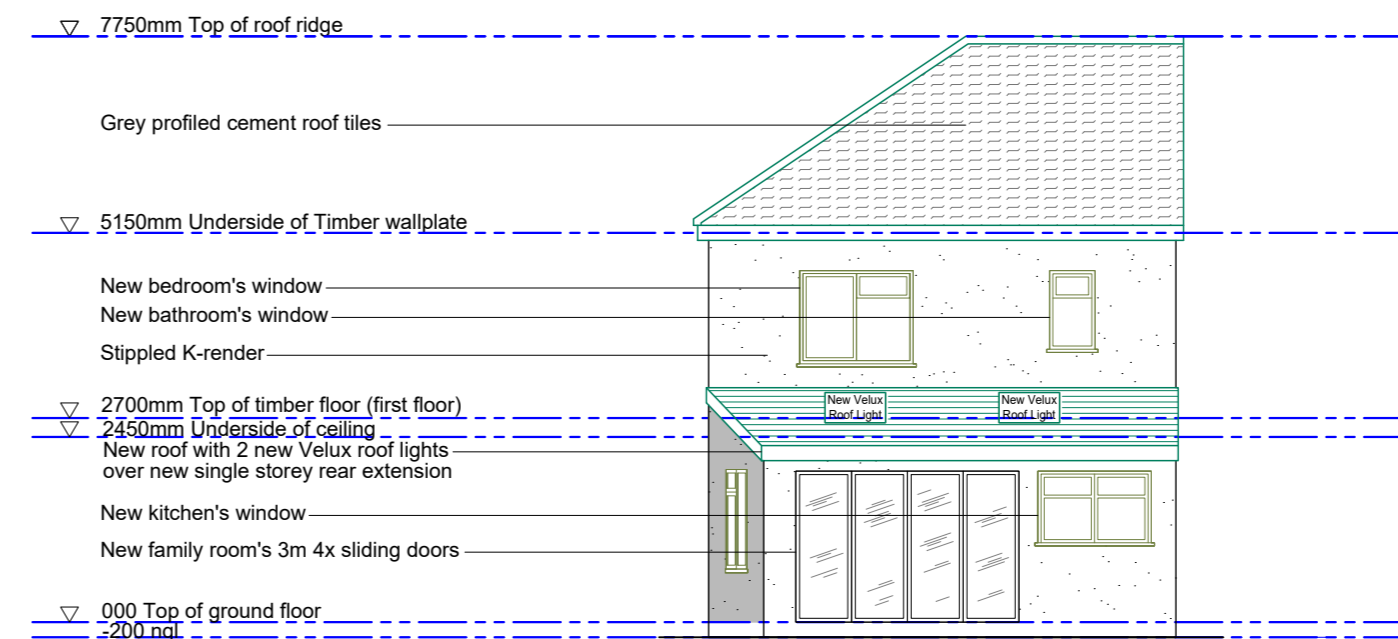 7750mm Top of roof ridge
Grey profiled cement roof tiles
5150mm Underside of Timber wallplate
New bedroom's window
New bathroom's window
Stippled K-render
2700mm Top of timber floor (first floor)
New Velux
Roof Light
New Velux
Roof Light
2450mm Underside of ceiling
New roof with 2 new Velux roof lights
over new single storey rear extension
New kitchen's window
New family room's 3m 4x sliding doors
000 Top of ground floor
-200 ngl